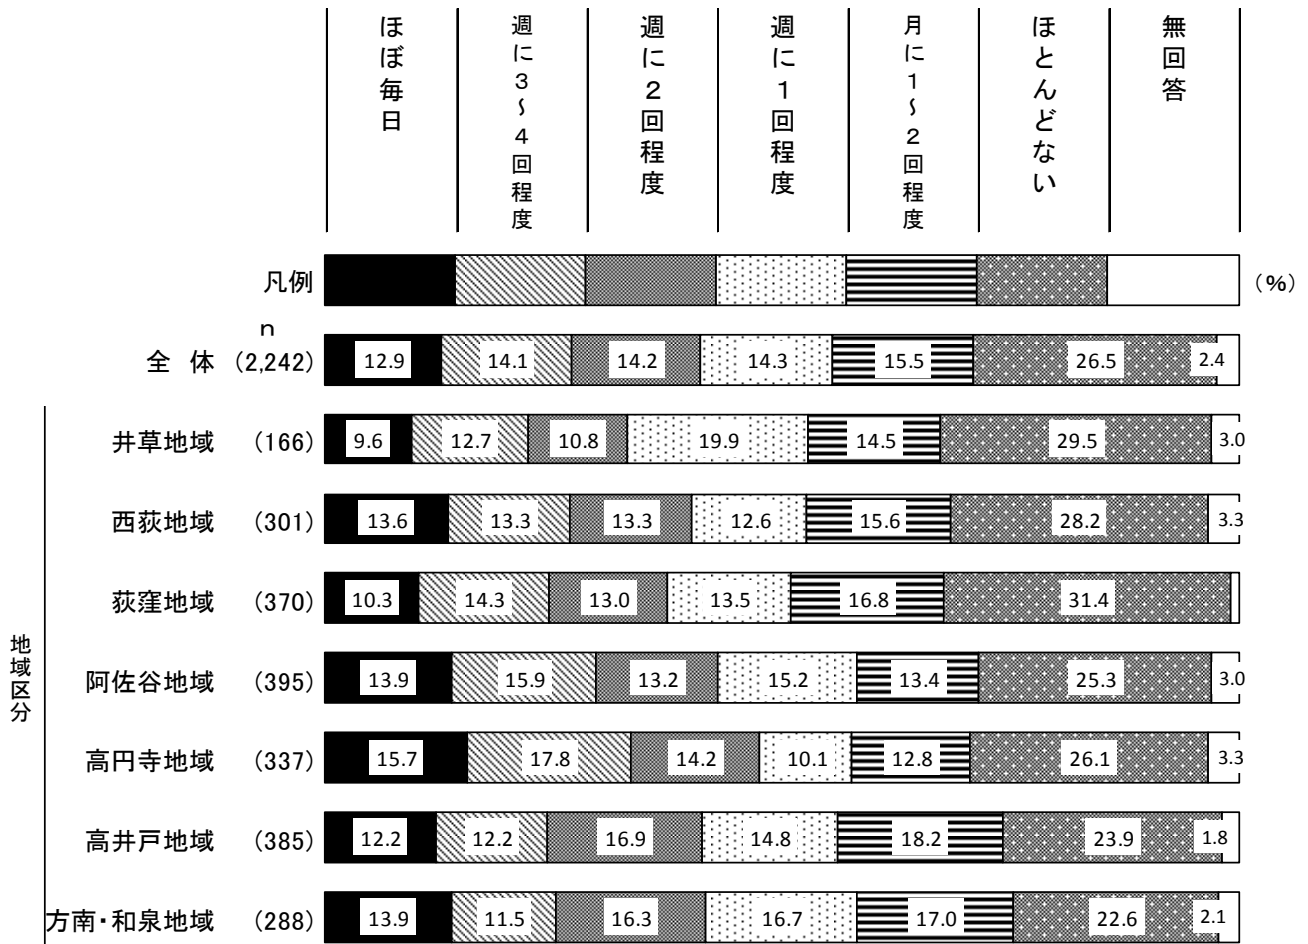 ほぼ毎日
週に3～4回程度
週に2回程度
週に1回程度
月に1～2回程度
ほとんどない
無回答
凡例
(%)
n
全 体 (2,242) 12.9 14.1 14.2 14.3 15.5 26.5 2.4
地域区分
井草地域 (166) 9.6 12.7 10.8 19.9 14.5 29.5 3.0
西荻地域 (301) 13.6 13.3 13.3 12.6 15.6 28.2 3.3
荻窪地域 (370) 10.3 14.3 13.0 13.5 16.8 31.4
阿佐谷地域 (395) 13.9 15.9 13.2 15.2 13.4 25.3 3.0
高円寺地域 (337) 15.7 17.8 14.2 10.1 12.8 26.1 3.3
高井戸地域 (385) 12.2 12.2 16.9 14.8 18.2 23.9 1.8
方南・和泉地域 (288) 13.9 11.5 16.3 16.7 17.0 22.6 2.1